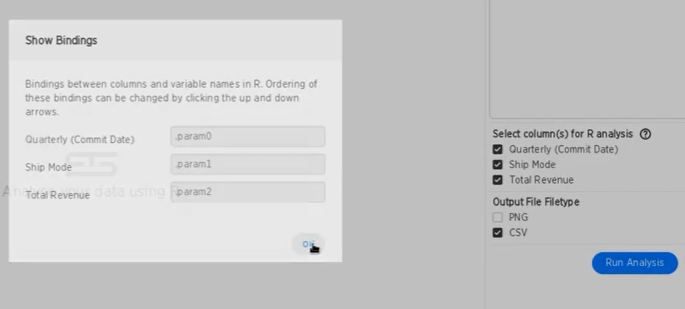 Show Bindings
Bindings between columns and variable names in R. Ordering of
these bindings can be changed by clicking the up and down
arrows.
Quarterly (Commit Date) .param0
Ship Mode .param1
Total Revenue .param2
Analyze your data using
OK
Select column(s) for R analysis ?
Quarterly (Commit Date)
Ship Mode
Total Revenue
Output File Filetype
PNG
CSV
Run Analysis